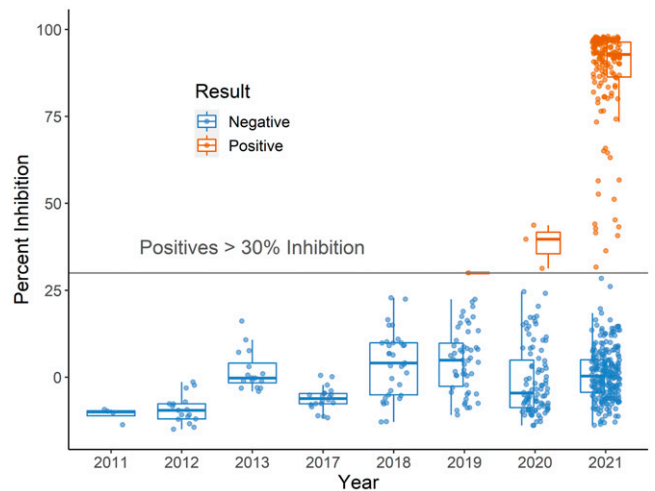 100
75
50
25
0
Percent Inhibition
Result
Negative
Positive
Positives > 30% Inhibition
2011 2012 2013 2017 2018 2019 2020 2021
Year